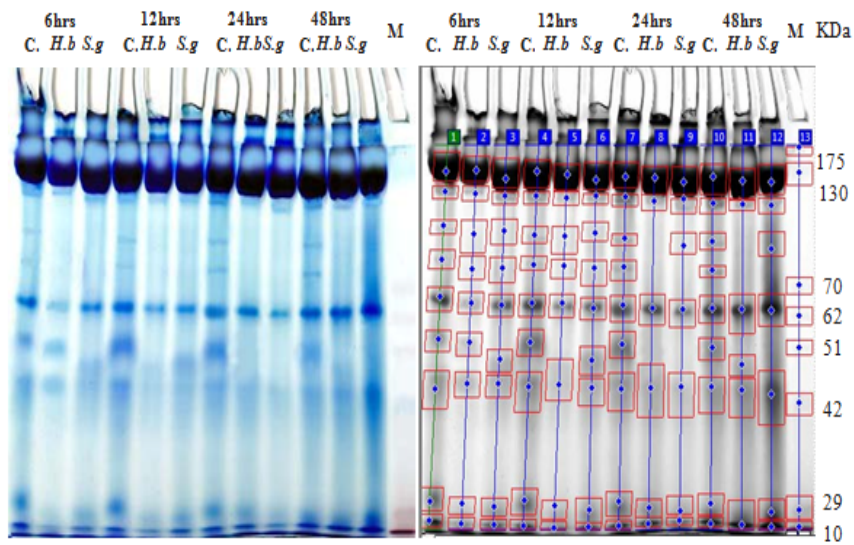 6hrs 12hrs 24hrs 48hrs
C. H.b S.g C. H.b S.g C. H.b S.g C. H.b S.g M
6hrs 12hrs 24hrs 48hrs
C. H.b S.g C. H.b S.g C. H.b S.g C. H.b S.g M KDa
1 2 3 4 5 6 7 8 9 10 11 12 13
175
130
70
62
51
42
29
10